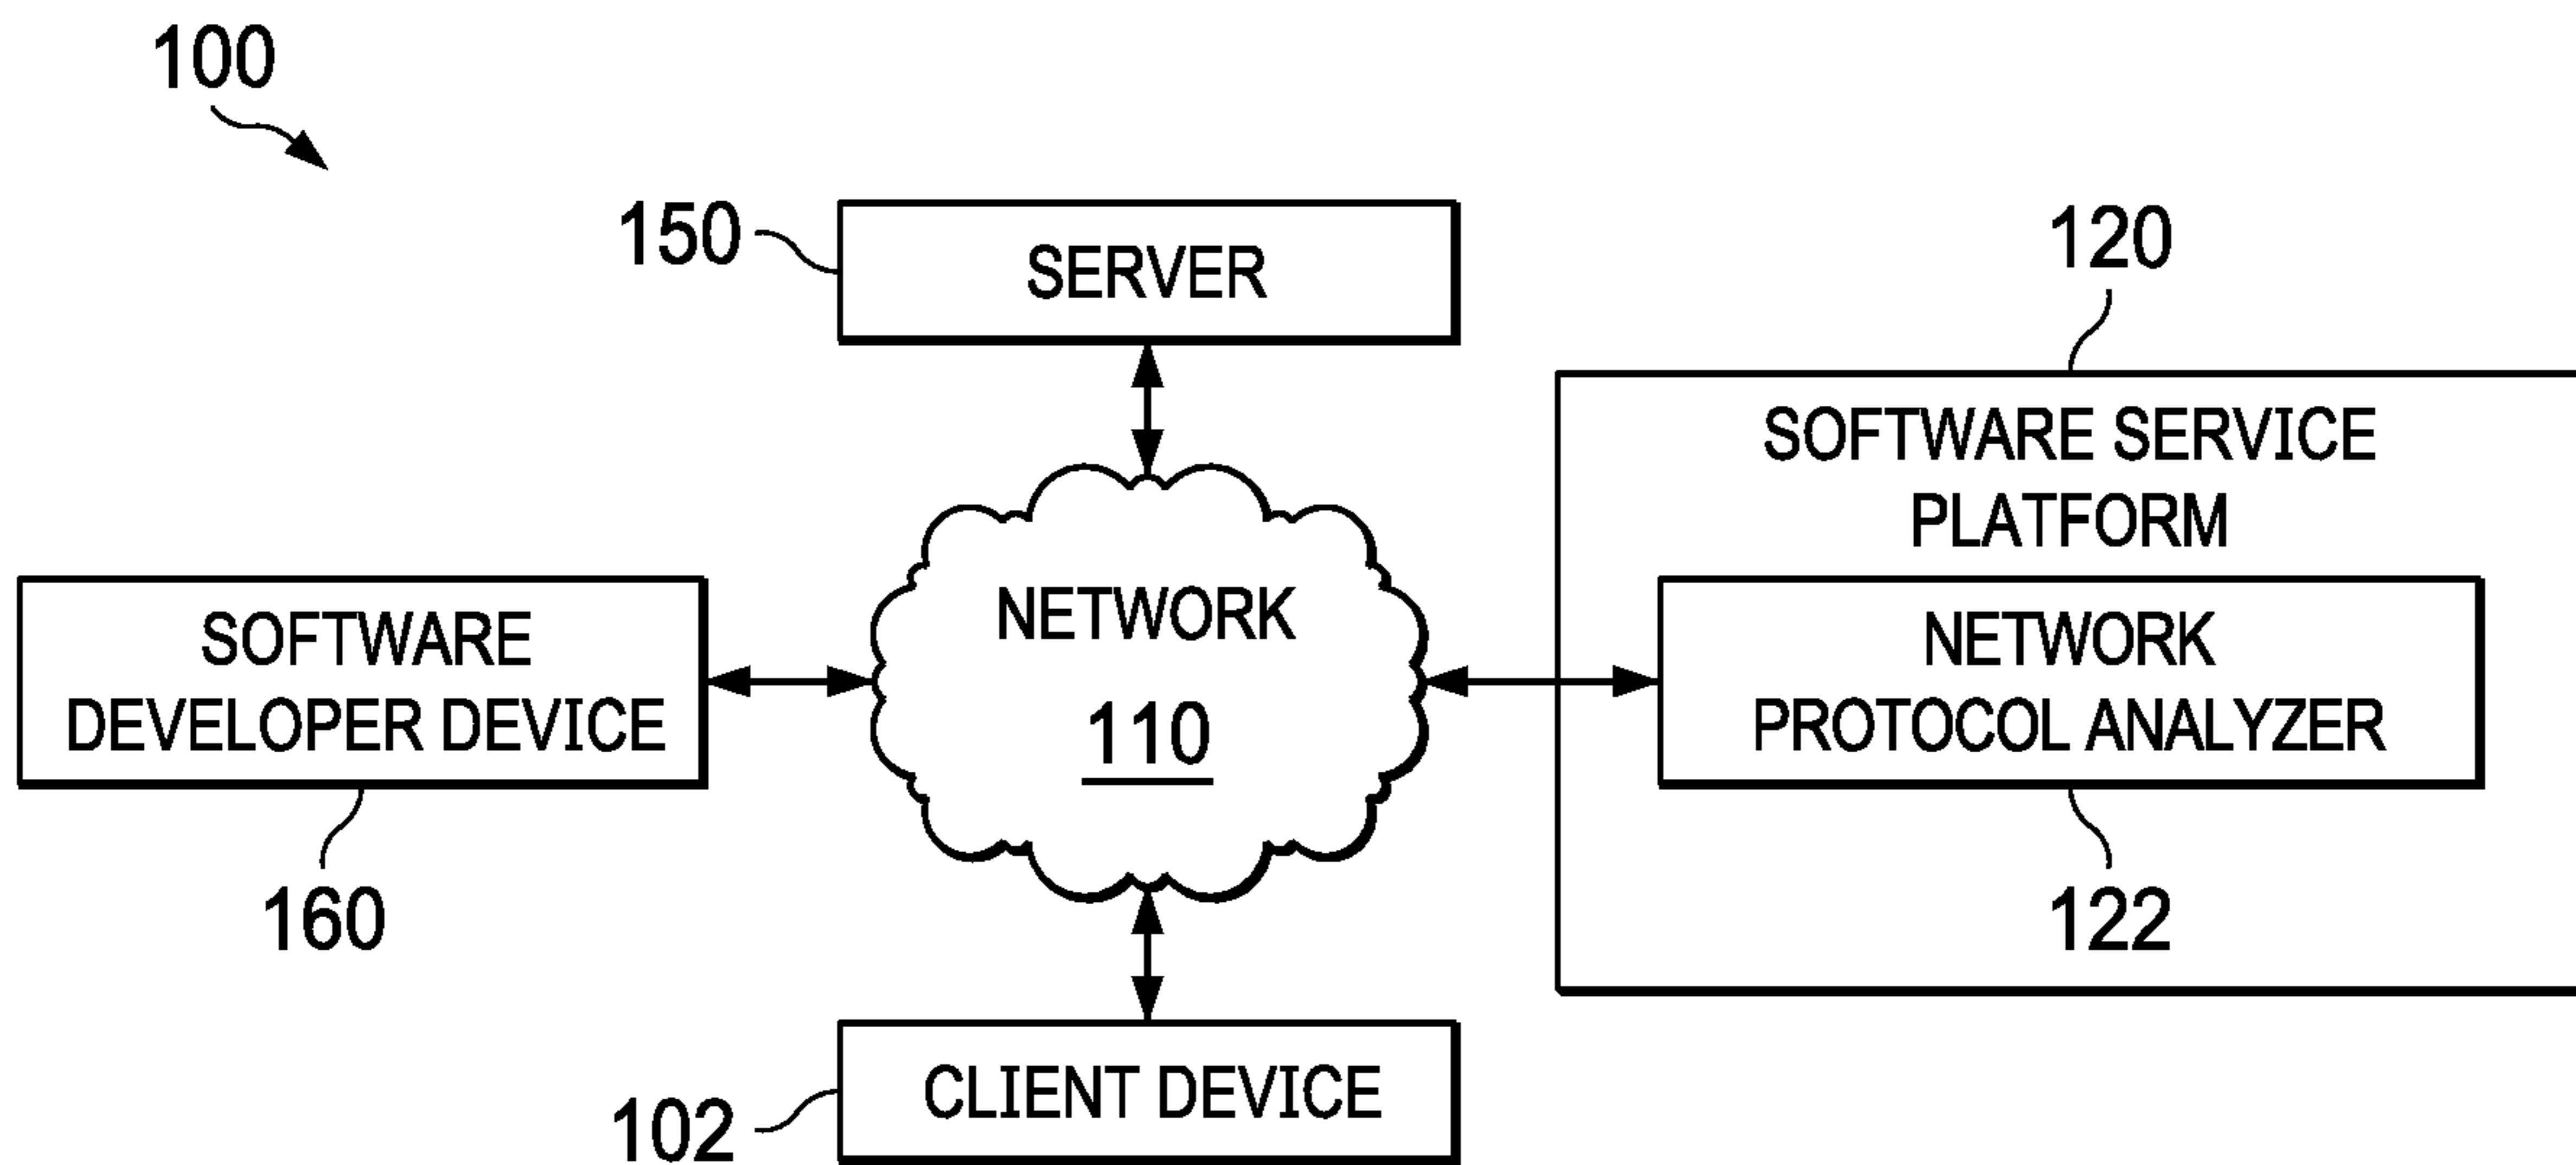 100
150
SERVER
120
SOFTWARE SERVICE
PLATFORM
SOFTWARE
DEVELOPER DEVICE
160
NETWORK
110
NETWORK
PROTOCOL ANALYZER
122
CLIENT DEVICE
102